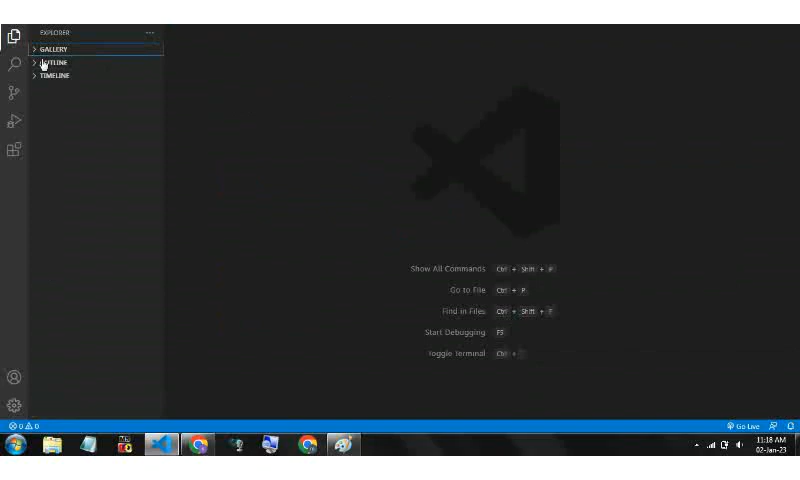 EXPLORER
GALLERY
OUTLINE
TIMELINE
Show All Commands Ctrl + Shift + P
Go to File Ctrl + P
Find in Files Ctrl + Shift + F
Start Debugging F5
Toggle Terminal Ctrl +
0 0 Go Live
11:18 AM
02-Jan-23